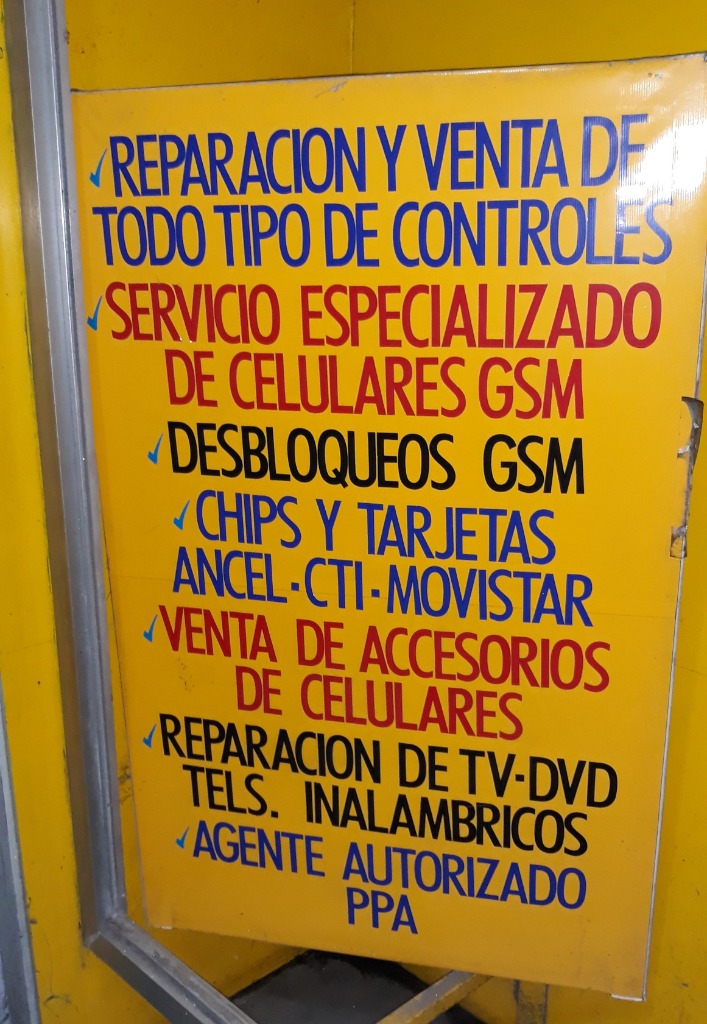 REPARACION Y VENTA DE
TODO TIPO DE CONTROLES
SERVICIO ESPECIALIZADO
DE CELULARES GSM
DESBLOQUEOS GSM
CHIPS Y TARJETAS
ANCEL-CTI-MOVISTAR
VENTA DE ACCESORIOS
DE CELULARES
REPARACION DE TV-DVD
TELS. INALAMBRICOS
AGENTE AUTORIZADO
PPA